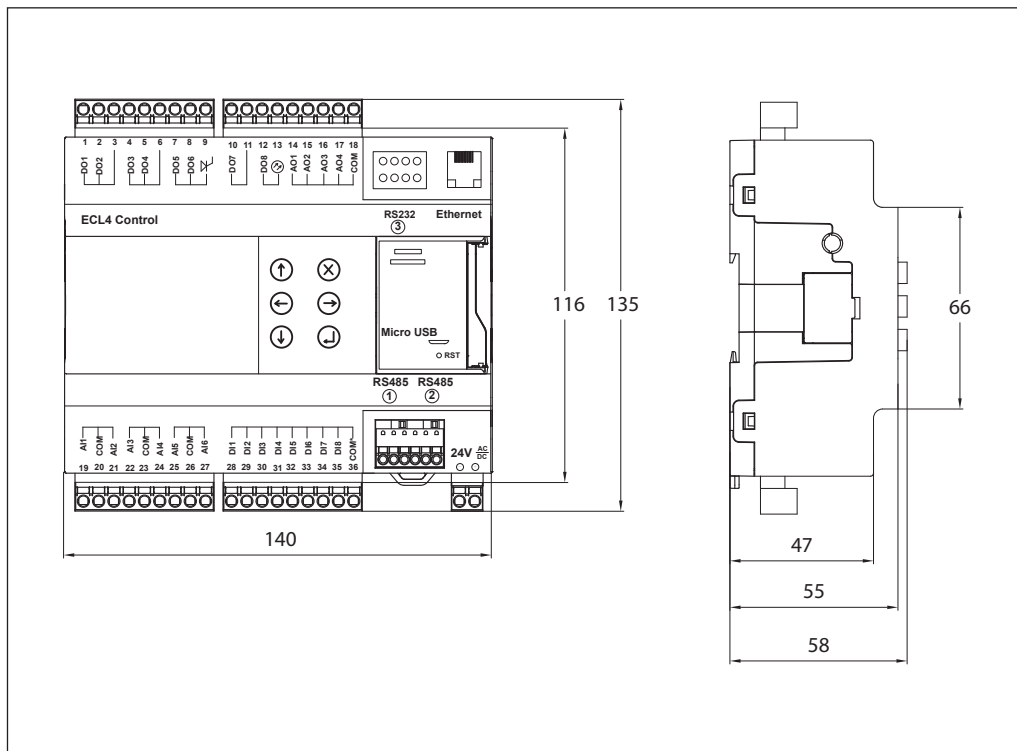 1 2 3 4 5 6 7 8 9 10 11 12 13 14 15 16 17 18
DO1 DO2 DO3 DO4 DO5 DO6 DO7 DO8 AO1 AO2 AO3 AO4 COM
ECL4 Control
RS232 Ethernet
3
116 135
66
Micro USB
RST
RS485 RS485
1 2
AI1 COM AI2 AI3 COM AI4 AI5 COM AI6 DI1 DI2 DI3 DI4 DI5 DI6 DI7 DI8 COM*
24V AC
DC
19 20 21 22 23 24 25 26 27 28 29 30 31 32 33 34 35 36
140
47
55
58